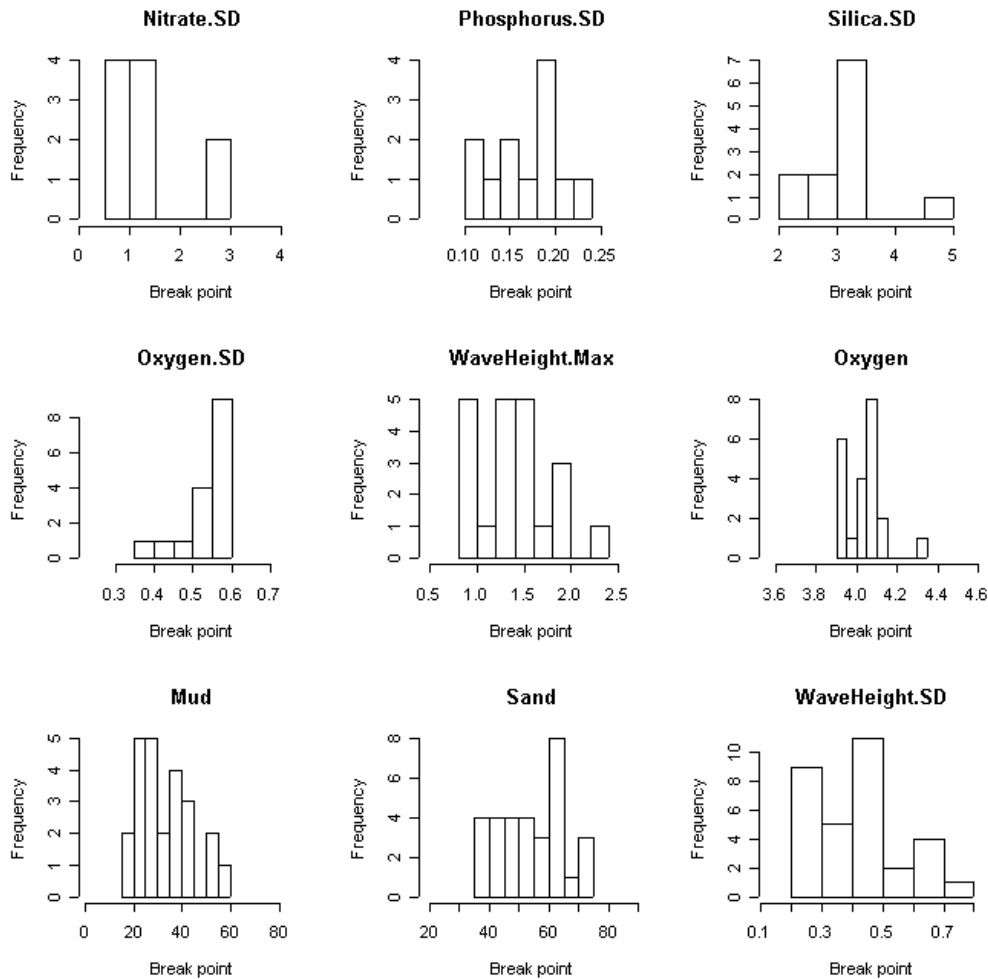 Nitrate.SD
Frequency
0 1 2 3 4
0 1 2 3 4
Break point
Phosphorus.SD
Frequency
0 1 2 3 4
0.10 0.15 0.20 0.25
Break point
Silica.SD
Frequency
0 1 2 3 4 5 6 7
2 3 4 5
Break point
Oxygen.SD
Frequency
0 2 4 6 8
0.3 0.4 0.5 0.6 0.7
Break point
WaveHeight.Max
Frequency
0 1 2 3 4 5
0.5 1.0 1.5 2.0 2.5
Break point
Oxygen
Frequency
0 2 4 6 8
3.6 4.0 4.2 4.4 4.6
Break point
Mud
Frequency
0 1 2 3 4 5
0 20 40 60 80
Break point
Sand
Frequency
0 2 4 6 8
20 40 60 80
Break point
WaveHeight.SD
Frequency
0 2 4 6 8 10
0.1 0.3 0.5 0.7
Break point